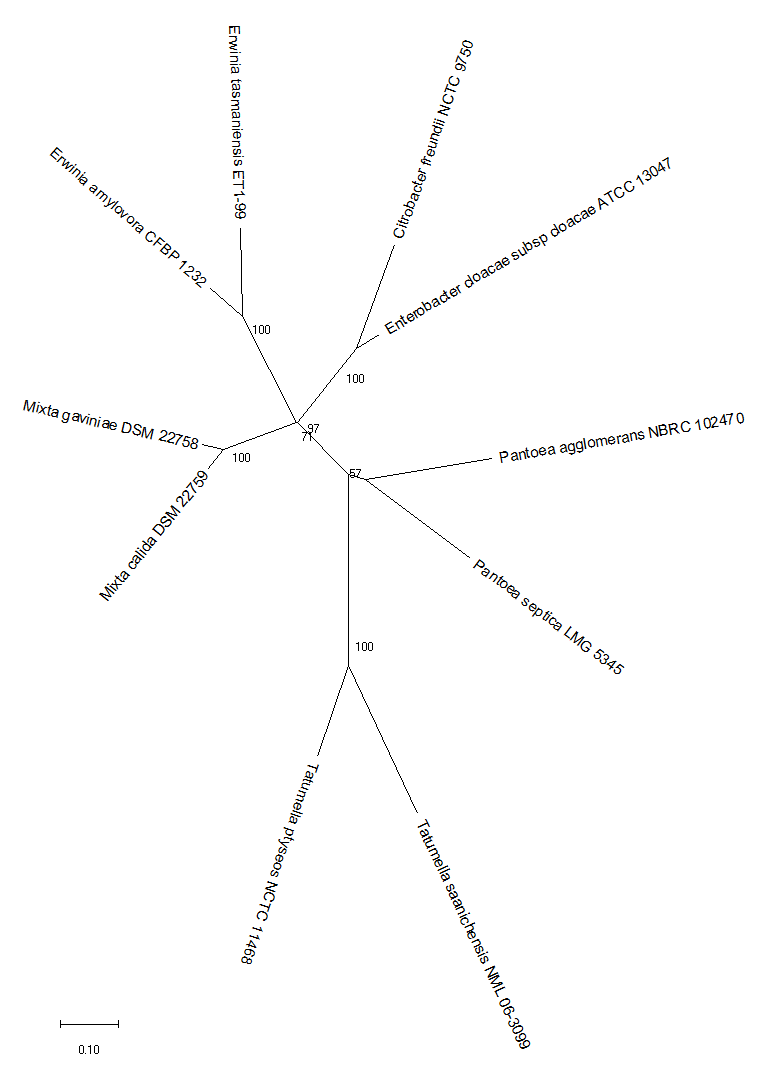 Erwinia tasmaniensis ET1-99
Citrobacter freundii NCTC 9750
Erwinia amylovora CFBP 1232
Enterobacter cloacae subsp cloacae ATCC 13047
100
100
Mixta gaviniae DSM 22758
97
71
Pantoea agglomerans NBRC 102470
100
57
Mixta calida DSM 22759
Pantoea septica LMG 5345
100
Tatumella ptyseos NCTC 11468
Tatumella saanichensis NML 06-3099
0.10